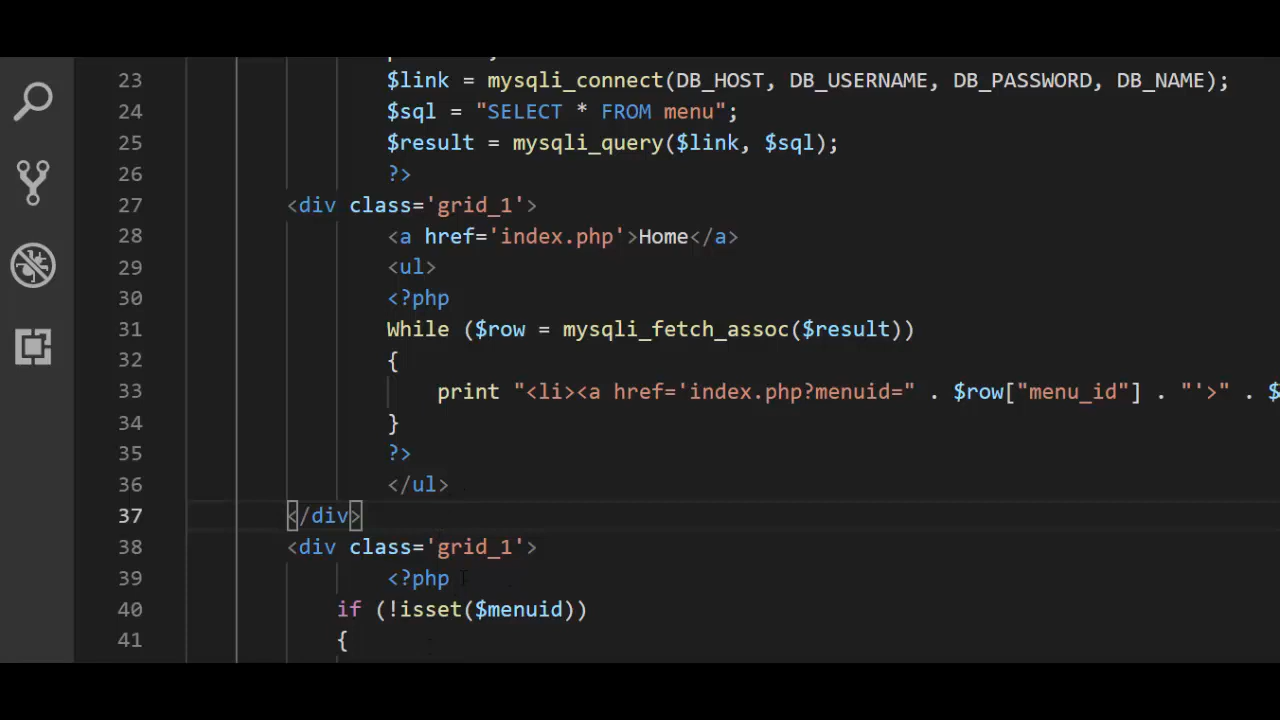 23 $link = mysqli_connect(DB_HOST, DB_USERNAME, DB_PASSWORD, DB_NAME);
24 $sql = "SELECT * FROM menu";
25 $result = mysqli_query($link, $sql);
26 ?>
27 <div class='grid_1'>
28 <a href='index.php'>Home</a>
29 <ul>
30 <?php
31 While ($row = mysqli_fetch_assoc($result))
32 {
33 print "<li><a href='index.php?menuid=" . $row["menu_id"] . "'>" . $
34 }
35 ?>
36 </ul>
37 </div>
38 <div class='grid_1'>
39 <?php
40 if (!isset($menuid))
41 {